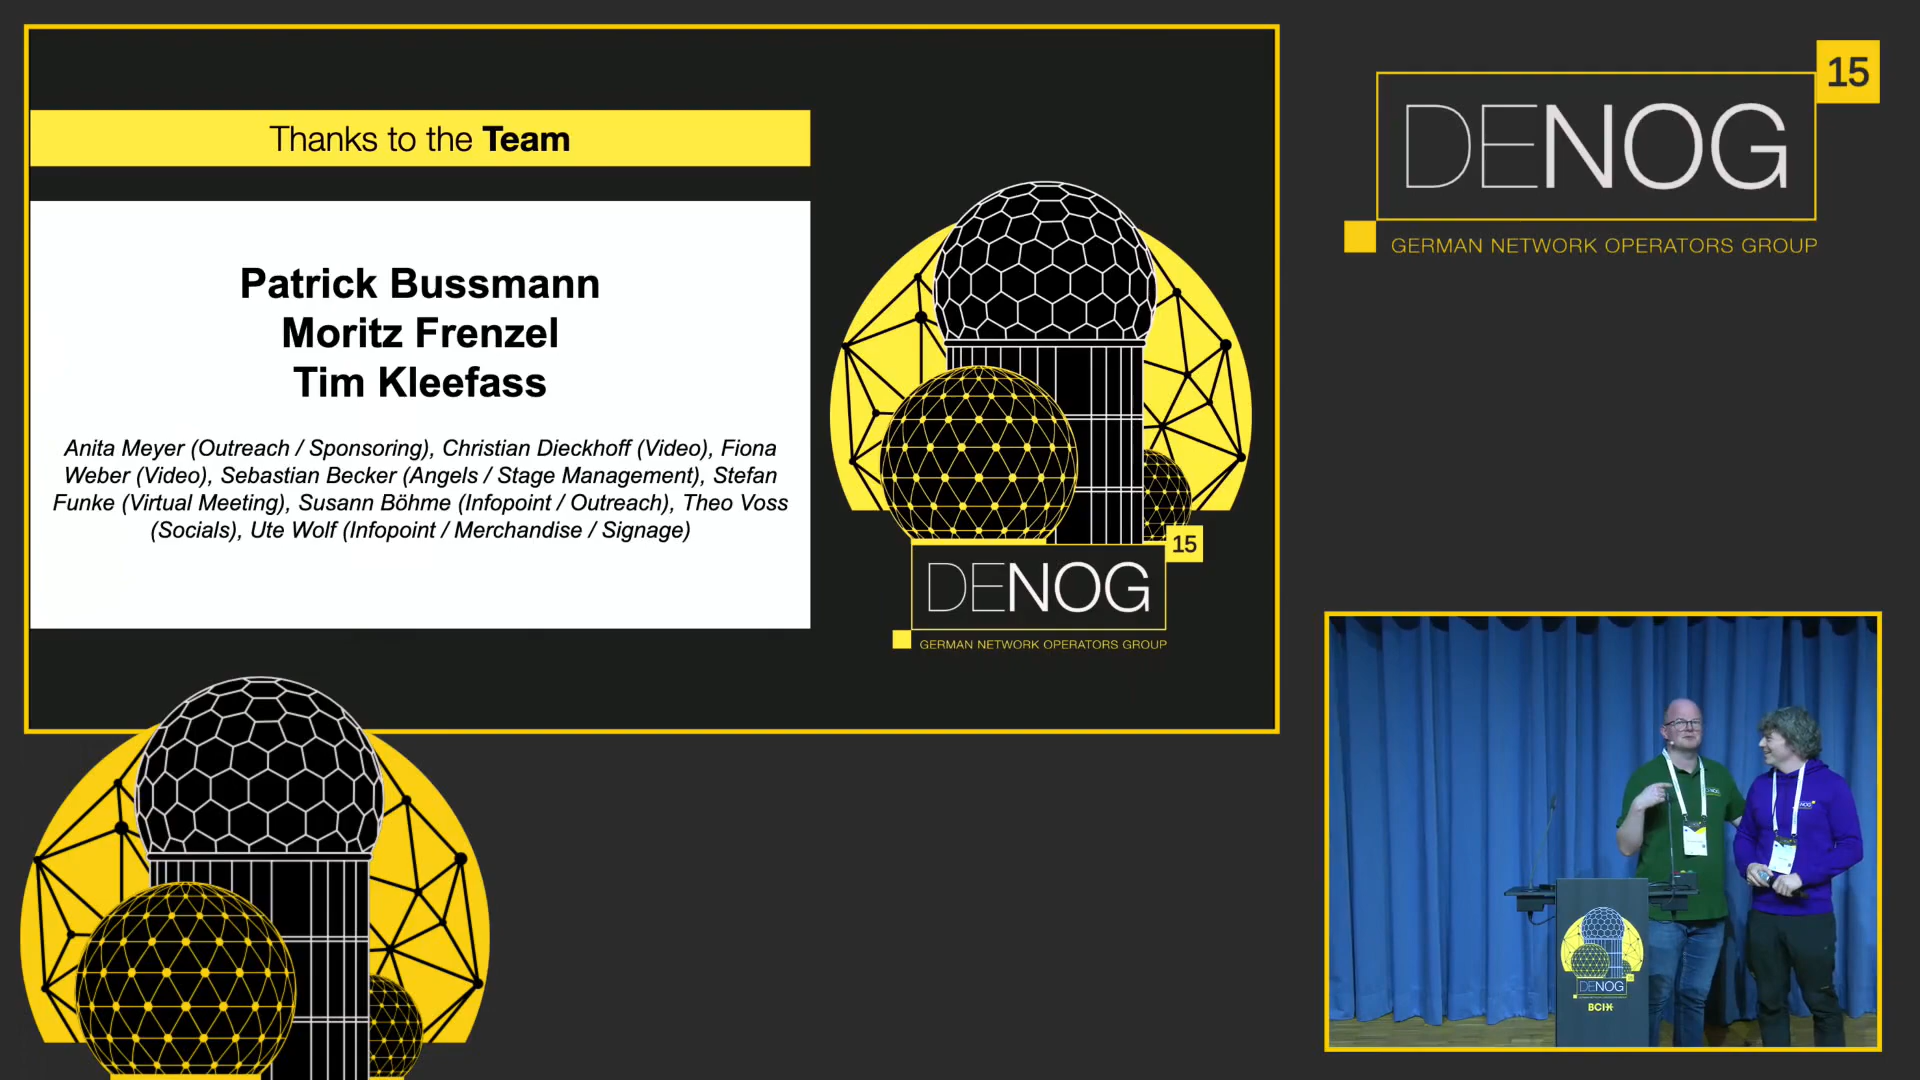 Thanks to the Team
Patrick Bussmann
Moritz Frenzel
Tim Kleefass
Anita Meyer (Outreach / Sponsoring), Christian Dieckhoff (Video), Fiona
Weber (Video), Sebastian Becker (Angels / Stage Management), Stefan
Funke (Virtual Meeting), Susann Böhme (Infopoint / Outreach), Theo Voss
(Socials), Ute Wolf (Infopoint / Merchandise / Signage)
15
DENOG
GERMAN NETWORK OPERATORS GROUP
15
DENOG
GERMAN NETWORK OPERATORS GROUP
DENOG
BCIX